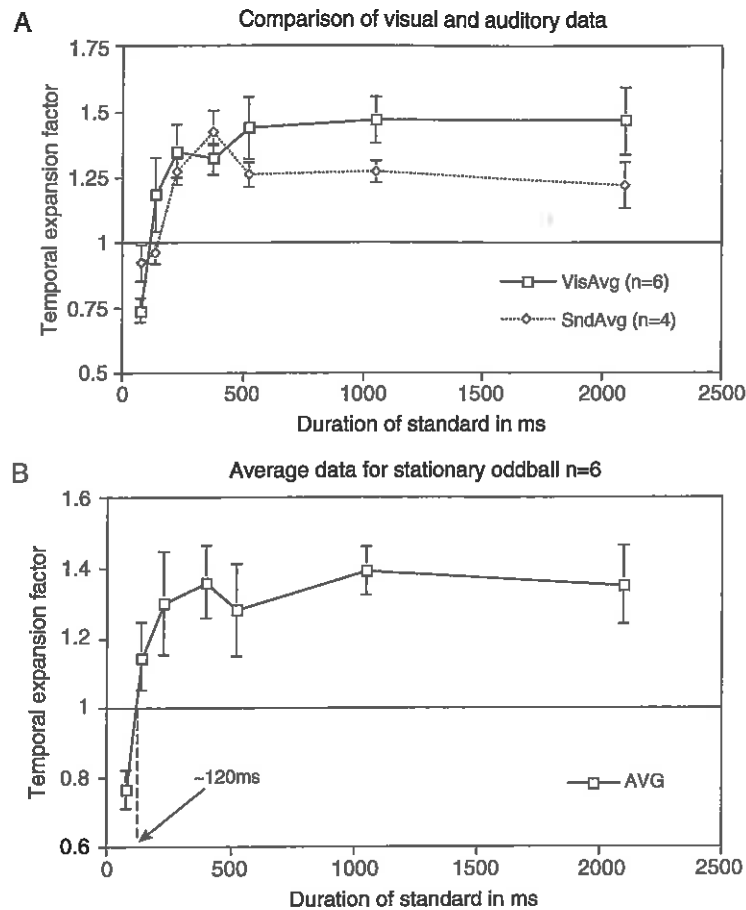 A
Comparison of visual and auditory data
Temporal expansion factor
1.75
1.5
1.25
1
0.75
0.5
VisAvg (n=6)
SndAvg (n=4)
0 500 1000 1500 2000 2500
Duration of standard in ms
B
Average data for stationary oddball n=6
Temporal expansion factor
1.6
1.4
1.2
1
0.8
0.6
~120ms
AVG
0 500 1000 1500 2000 2500
Duration of standard in ms